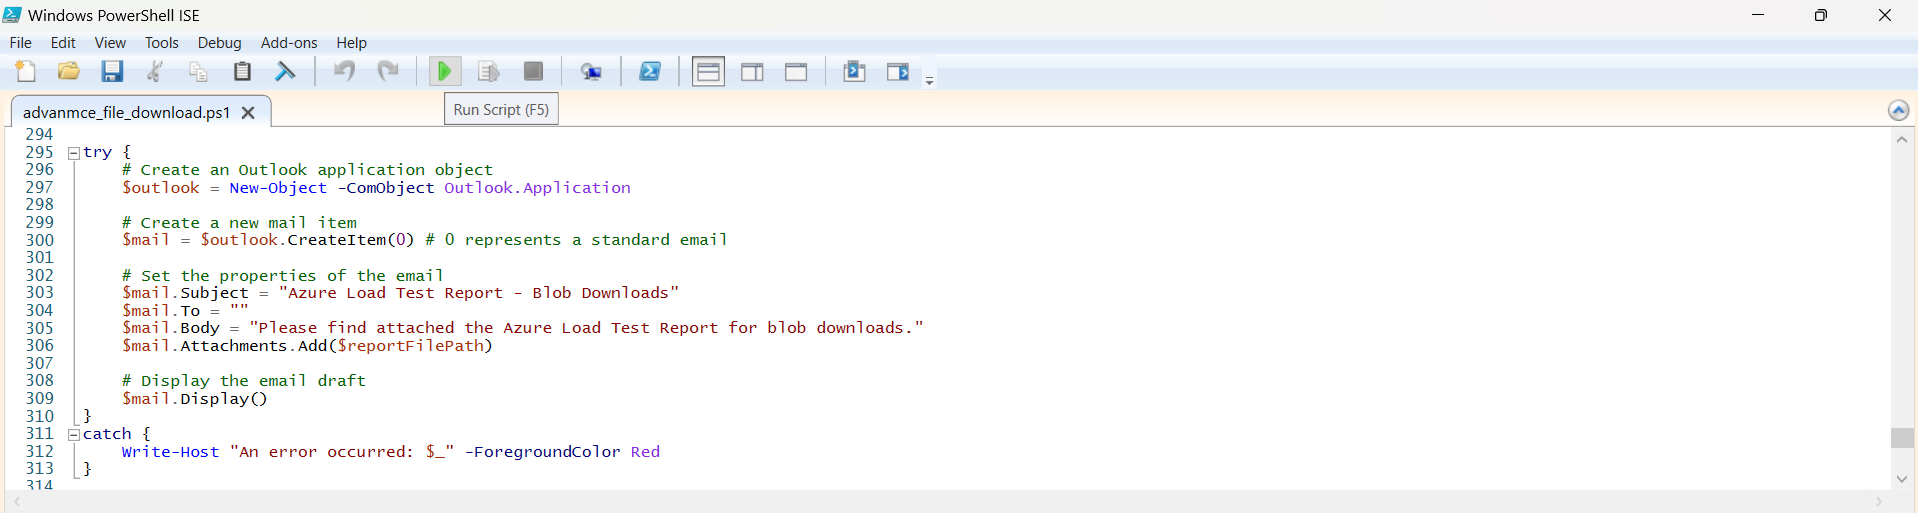 Windows PowerShell ISE
File Edit View Tools Debug Add-ons Help
advanmce_file_download.ps1
Run Script (F5)
294
295 try {
296 # Create an Outlook application object
297 $outlook = New-Object -ComObject Outlook.Application
298
299 # Create a new mail item
300 $mail = $outlook.CreateItem(0) # 0 represents a standard email
301
302 # Set the properties of the email
303 $mail.Subject = "Azure Load Test Report - Blob Downloads"
304 $mail.To = ""
305 $mail.Body = "Please find attached the Azure Load Test Report for blob downloads."
306 $mail.Attachments.Add($reportFilePath)
307
308 # Display the email draft
309 $mail.Display()
310 }
311 catch {
312 Write-Host "An error occurred: $_" -ForegroundColor Red
313 }
314